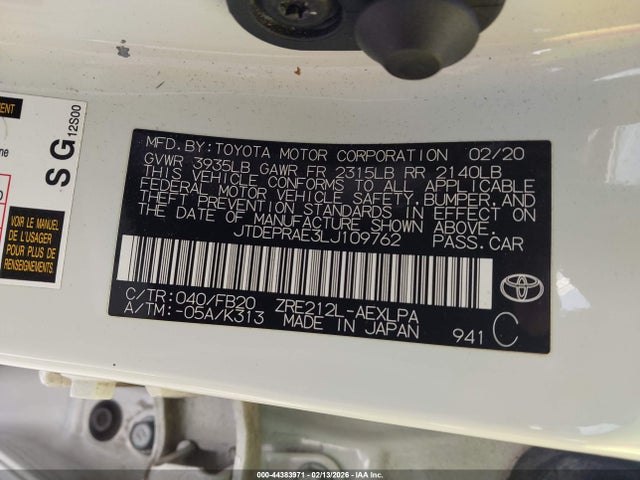 MFD. BY: TOYOTA MOTOR CORPORATION 02/20
GVWR 3935LB GAWR FR 2315LB RR 2140LB
THIS VEHICLE CONFORMS TO ALL APPLICABLE
FEDERAL MOTOR VEHICLE SAFETY, BUMPER, AND
THEFT PREVENTION STANDARDS IN EFFECT ON
THE DATE OF MANUFACTURE SHOWN ABOVE.
JTDEPRAE3LJ109762 PASS. CAR
C/TR: 040/FB20 ZRE212L-AEXLPA
A/TM: -05A/K313 MADE IN JAPAN 941 C
TOYOTA
SG
12S00
VOIR MANUEL
DE L'USAGER
POUR PLUS DE
RENSEIGNEMENTS.
000-44383971 - 02/13/2026 - IAA Inc.